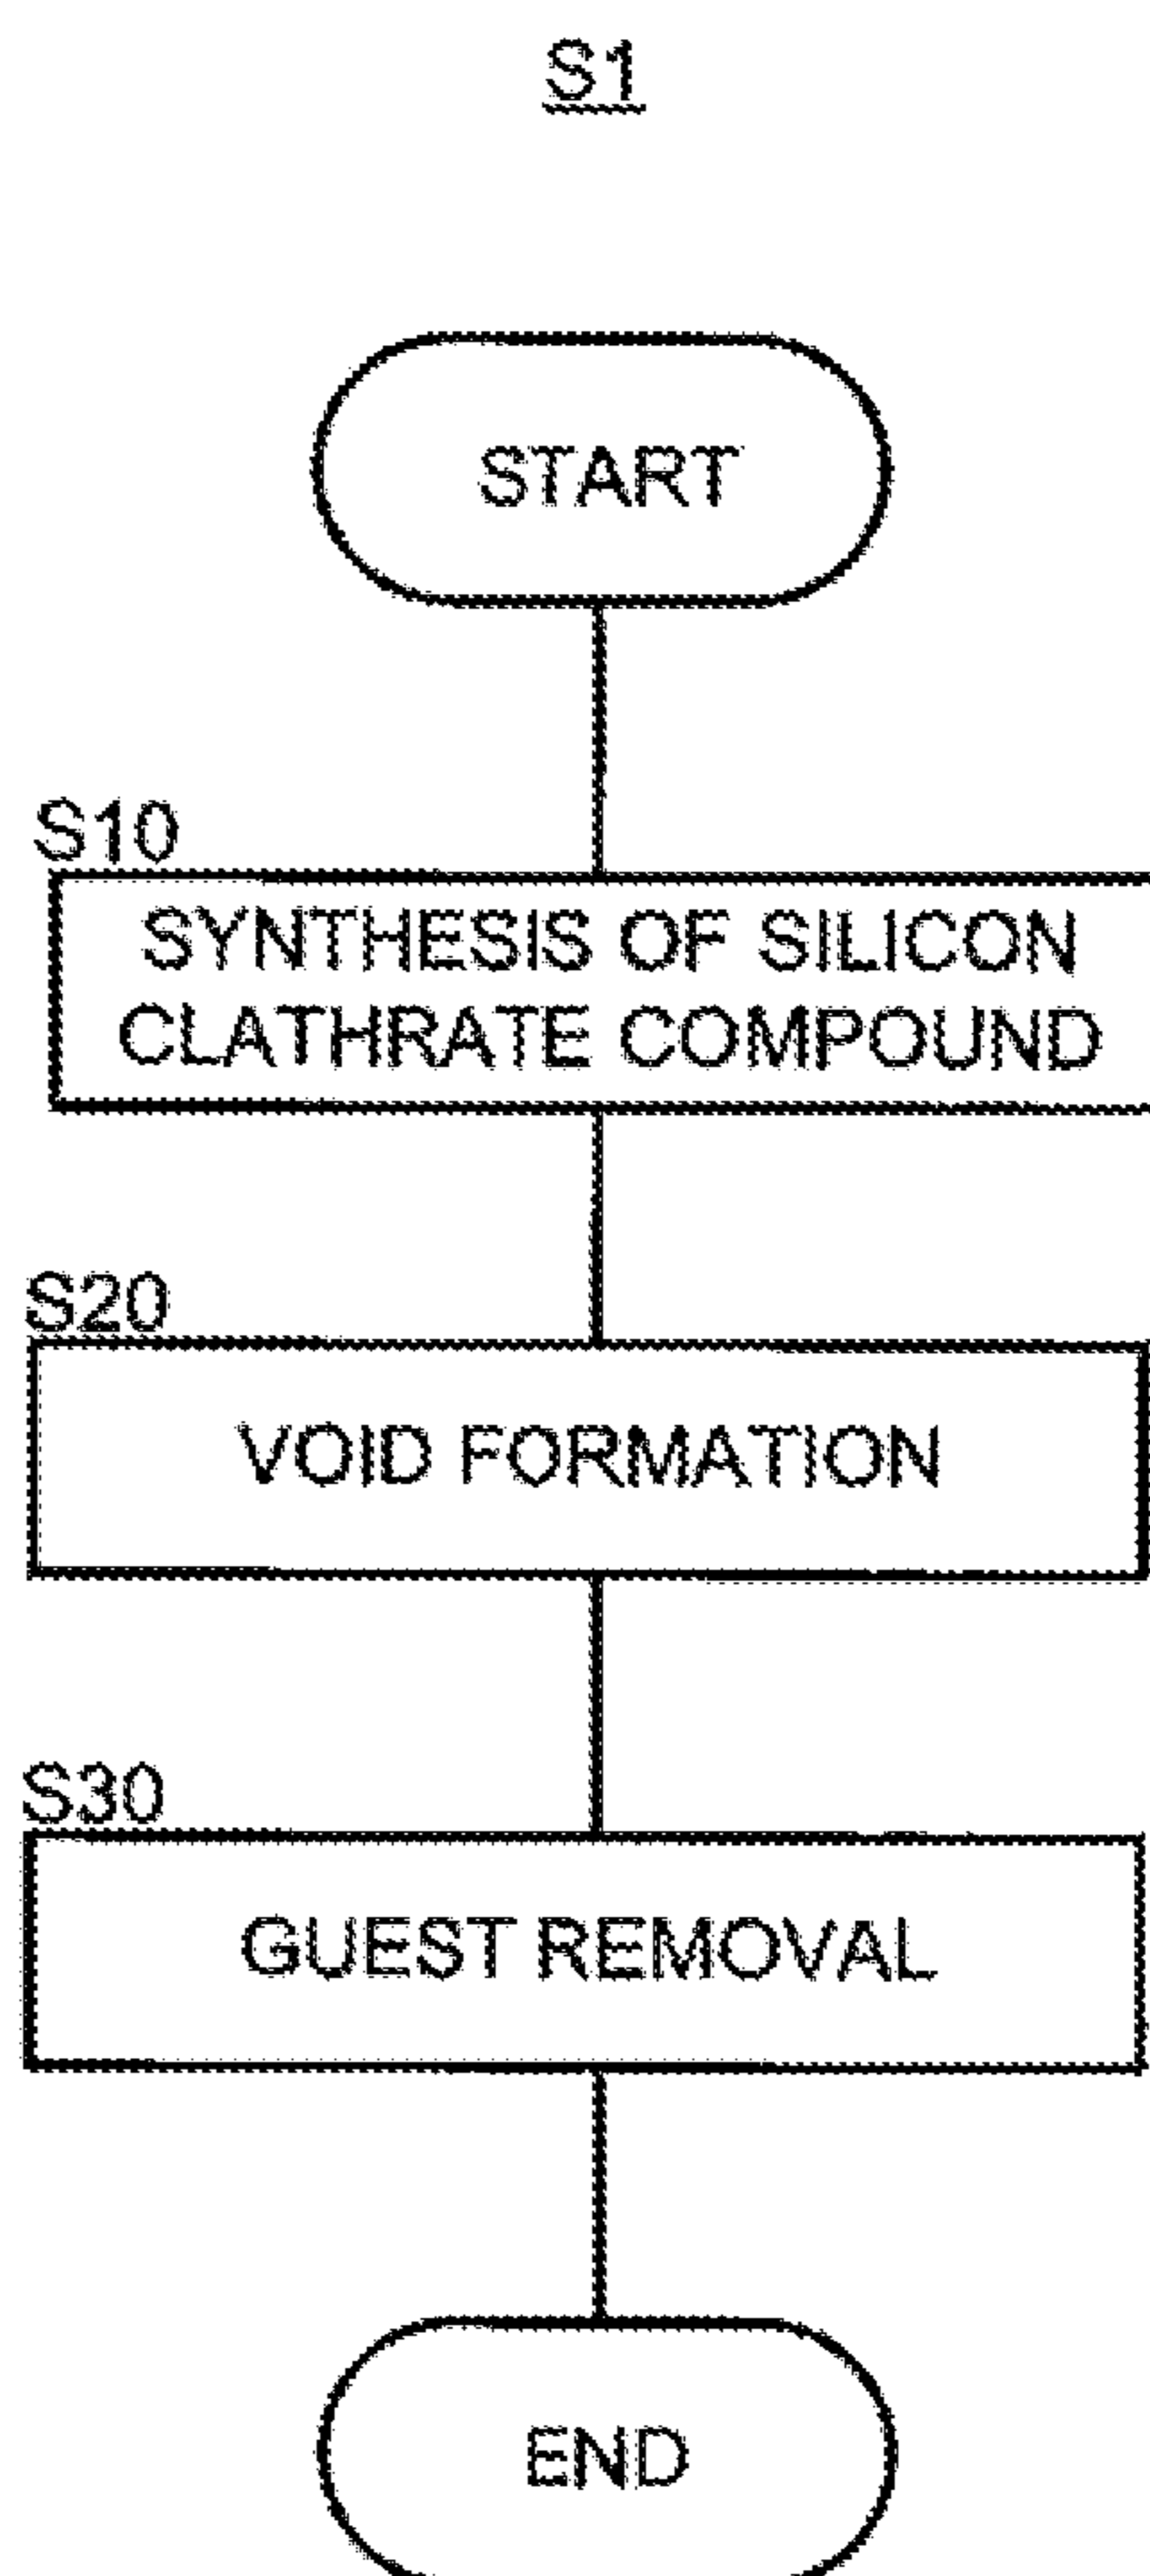 S1
START
S10
SYNTHESIS OF SILICON
CLATHRATE COMPOUND
S20
VOID FORMATION
S30
GUEST REMOVAL
END